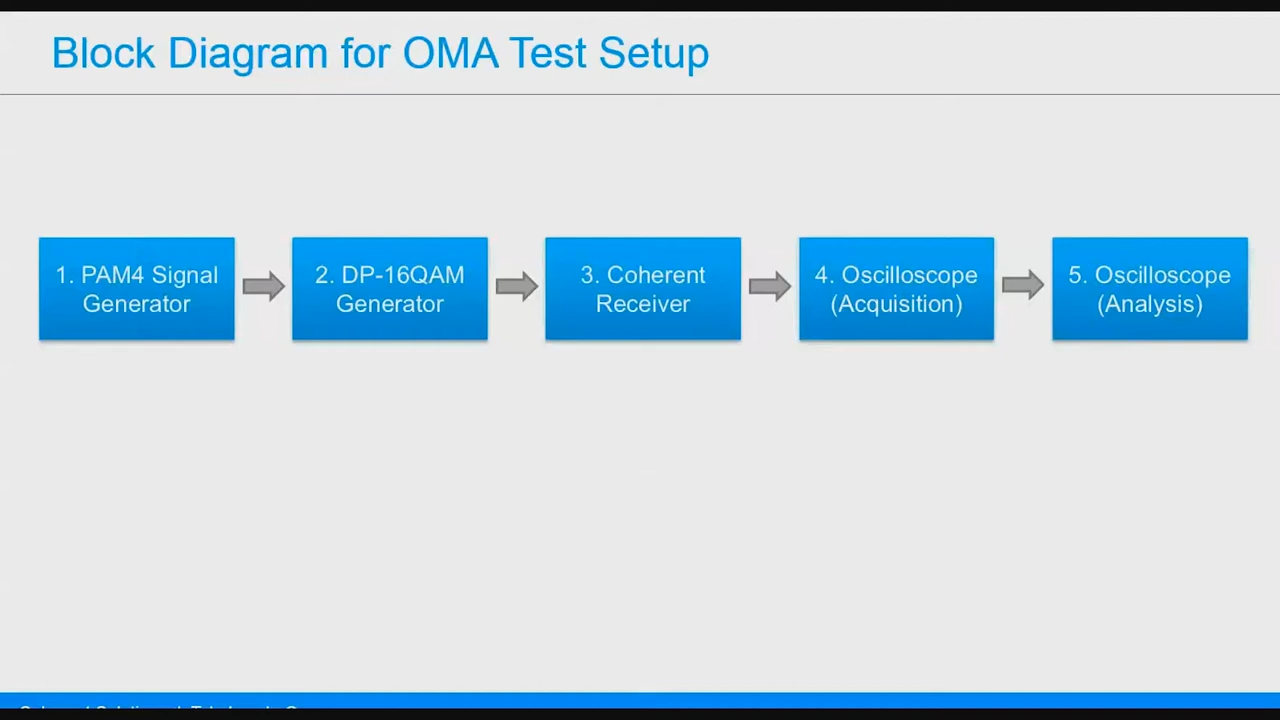 Block Diagram for OMA Test Setup
1. PAM4 Signal
Generator
2. DP-16QAM
Generator
3. Coherent
Receiver
4. Oscilloscope
(Acquisition)
5. Oscilloscope
(Analysis)